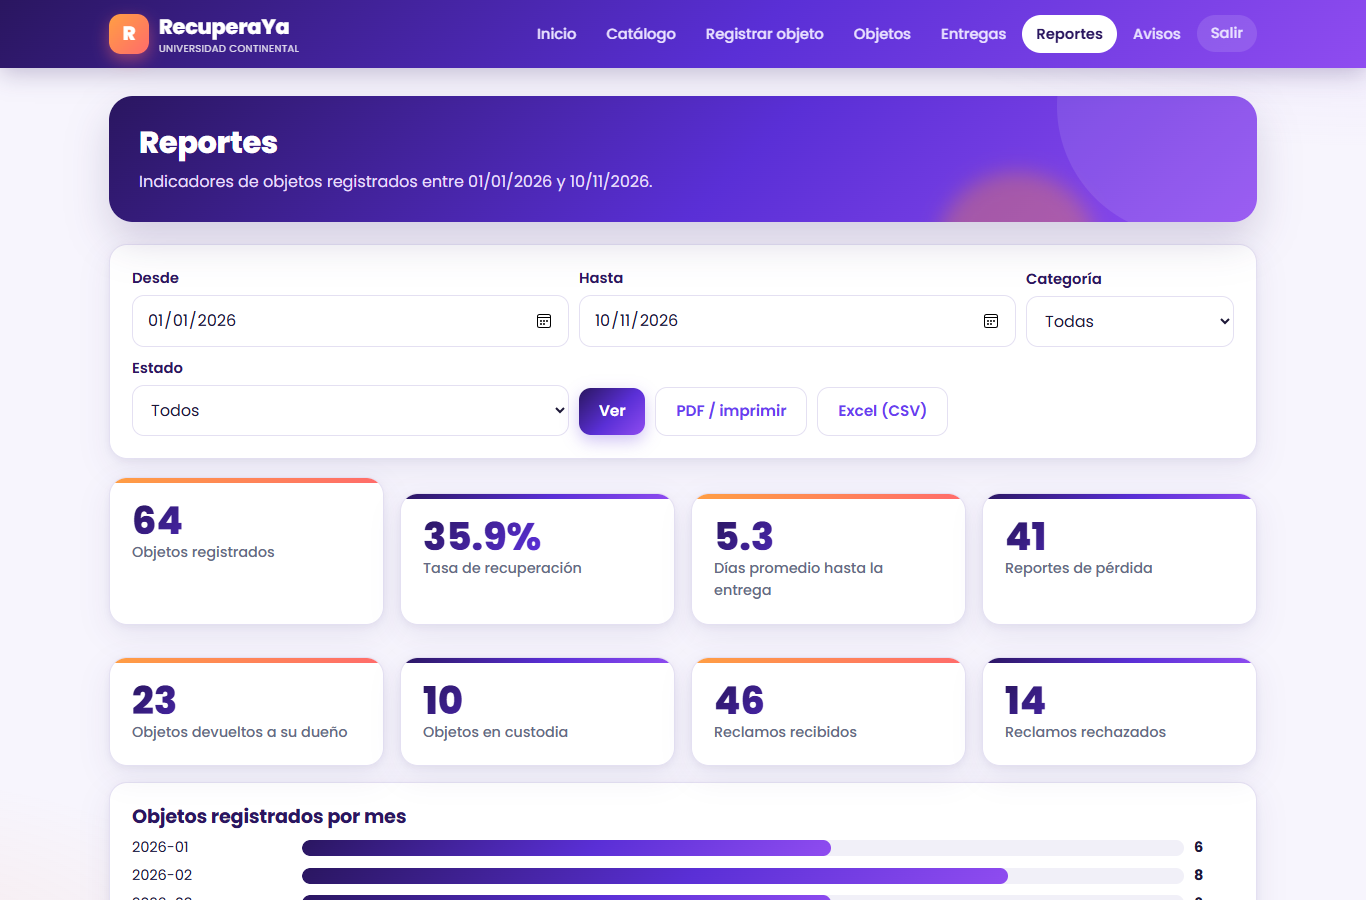 R
RecuperaYa
UNIVERSIDAD CONTINENTAL
Inicio
Catálogo
Registrar objeto
Objetos
Entregas
Reportes
Avisos
Salir
Reportes
Indicadores de objetos registrados entre 01/01/2026 y 10/11/2026.
Desde
Hasta
Categoría
01/01/2026
10/11/2026
Todas
Estado
Todos
Ver
PDF / imprimir
Excel (CSV)
64
Objetos registrados
35.9%
Tasa de recuperación
5.3
Días promedio hasta la
entrega
41
Reportes de pérdida
23
Objetos devueltos a su dueño
10
Objetos en custodia
46
Reclamos recibidos
14
Reclamos rechazados
Objetos registrados por mes
2026-01
6
2026-02
8